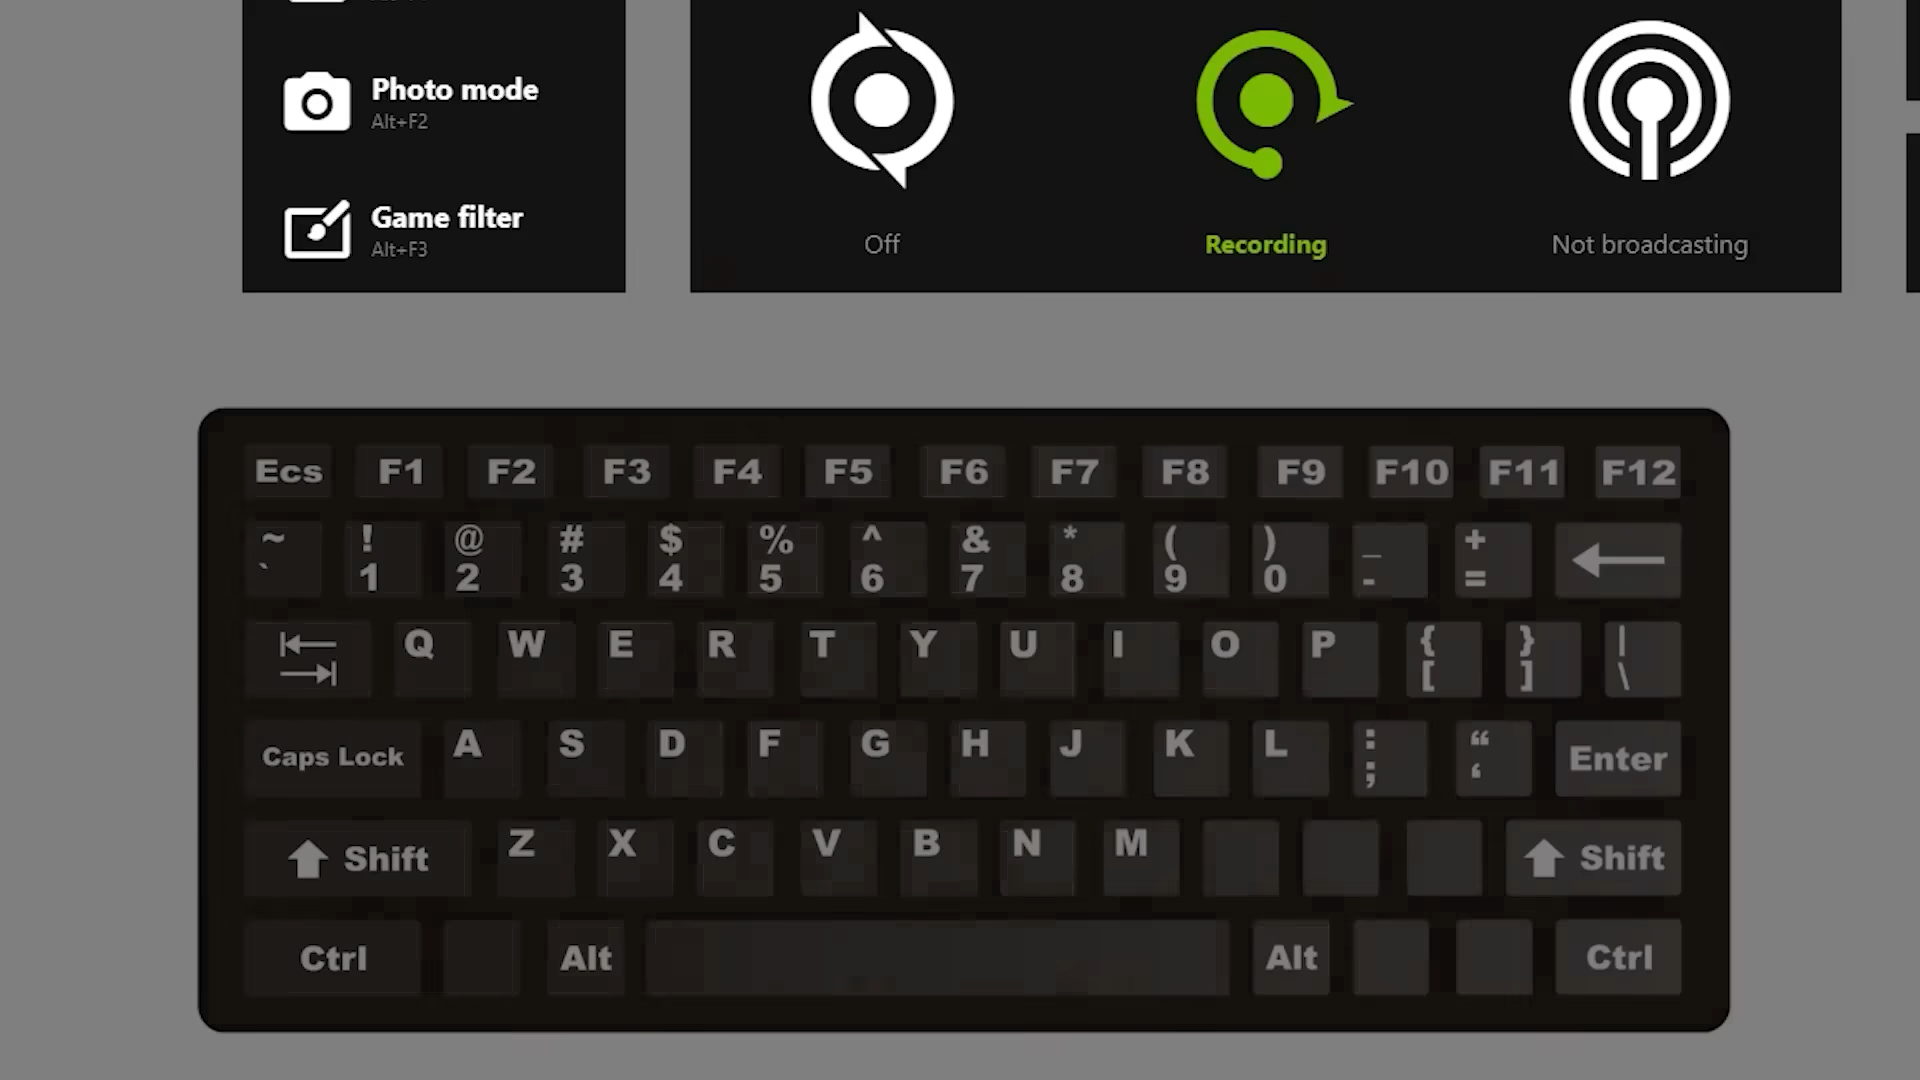 Photo mode
Alt+F2
Game filter
Alt+F3
Off
Recording
Not broadcasting
Ecs F1 F2 F3 F4 F5 F6 F7 F8 F9 F10 F11 F12
~ ! @ # $ % ^ & * ( ) _ +
` 1 2 3 4 5 6 7 8 9 0 - =
Q W E R T Y U I O P { } |
[ ] \
Caps Lock A S D F G H J K L : “ Enter
; ‘
Shift Z X C V B N M Shift
Ctrl Alt Alt Ctrl